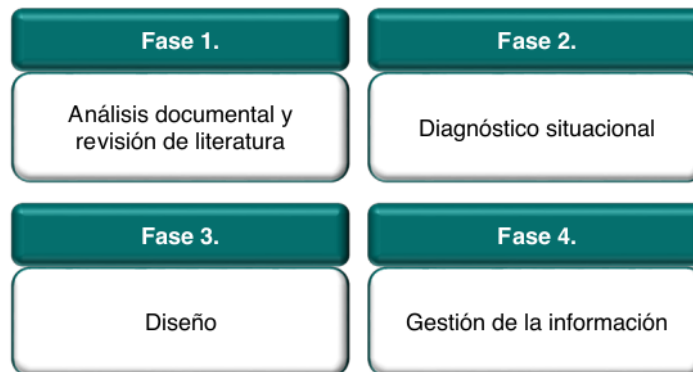 Fase 1.
Análisis documental y
revisión de literatura
Fase 2.
Diagnóstico situacional
Fase 3.
Diseño
Fase 4.
Gestión de la información